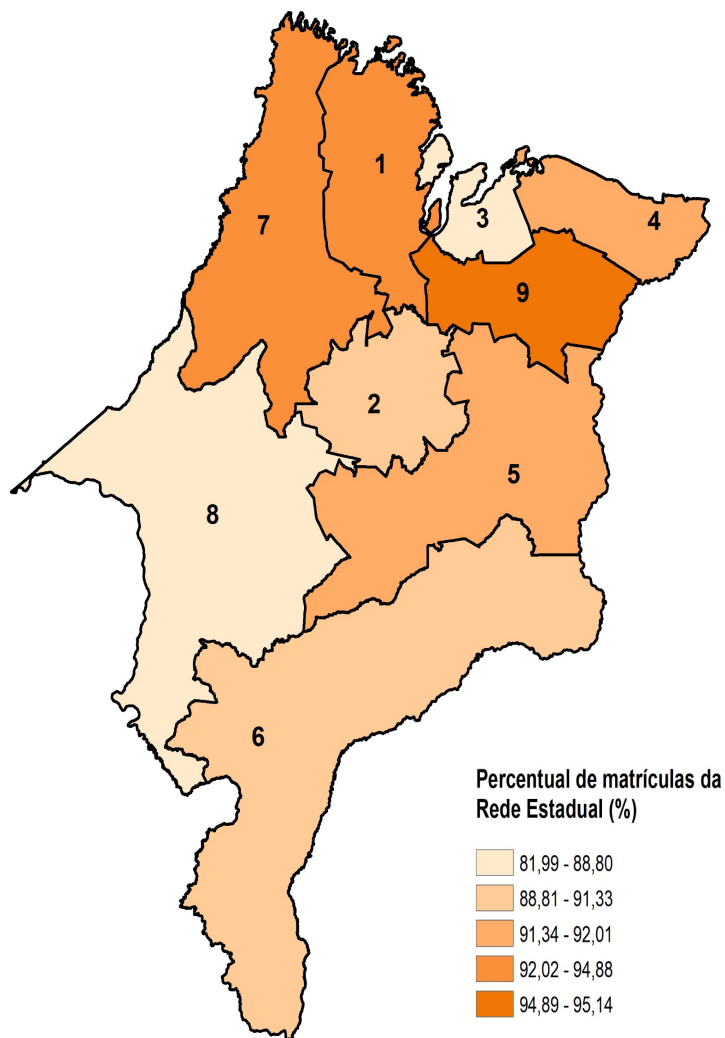 1
7
3
4
9
2
5
8
6
Percentual de matrículas da
Rede Estadual (%)
81,99 - 88,80
88,81 - 91,33
91,34 - 92,01
92,02 - 94,88
94,89 - 95,14